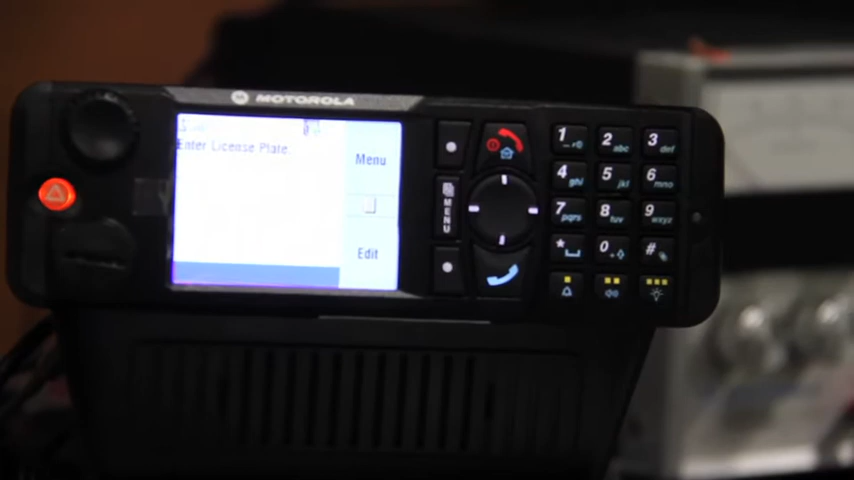 MOTOROLA
Enter License Plate:
Menu
Edit
MENU
1
2 abc
3 def
4 ghi
5 jkl
6 mno
7 pqrs
8 tuv
9 wxyz
*
0 +
#